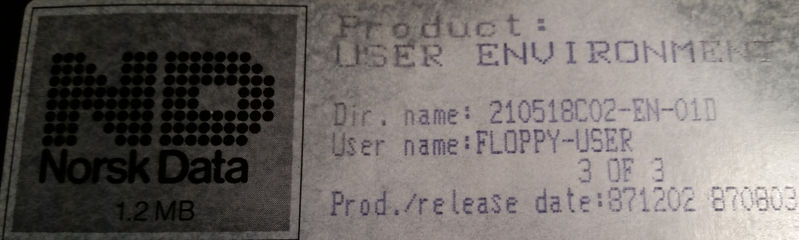 ND
Norsk Data
1.2 MB
Product:
USER ENVIRONMENT
Dir. name: 210518C02-EN-01D
User name:FLOPPY-USER
3 OF 3
Prod./release date:871202 870803